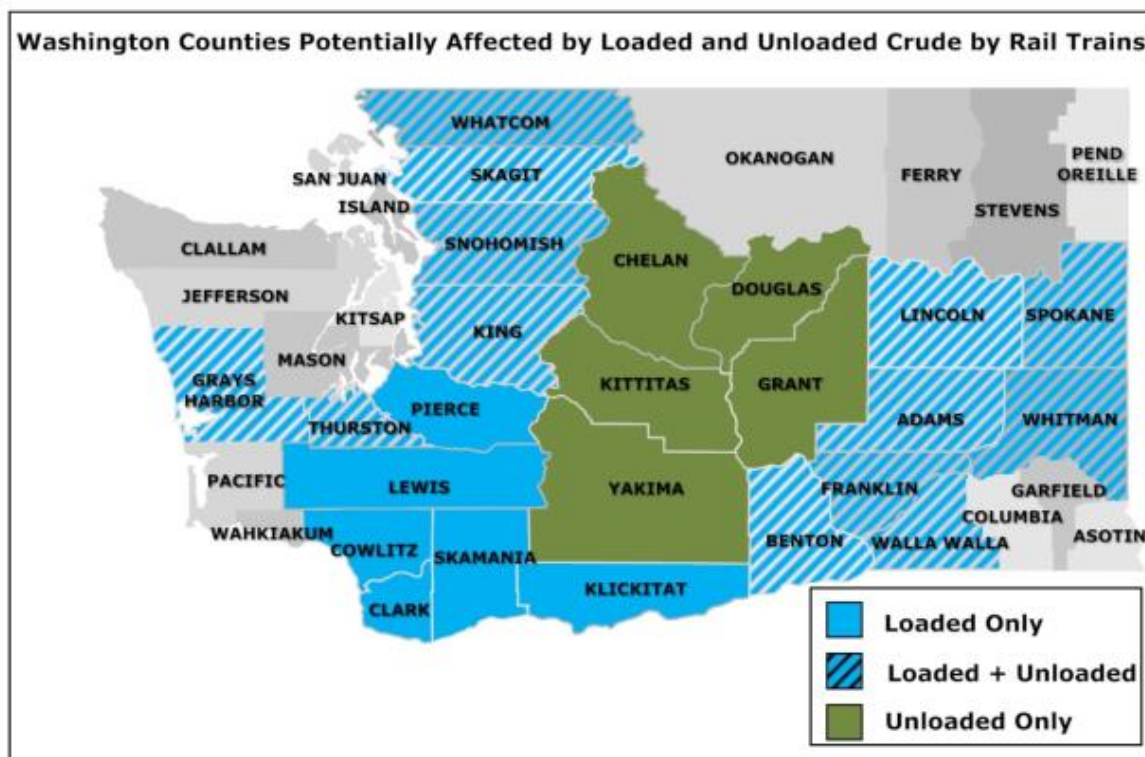 Washington Counties Potentially Affected by Loaded and Unloaded Crude by Rail Trains
WHATCOM
SKAGIT
SAN JUAN
ISLAND
SNOHOMISH
CLALLAM
JEFFERSON
KITSAP
KING
MASON
GRAYS
HARBOR
THURSTON
PIERCE
PACIFIC
LEWIS
WAHKIAKUM
COWLITZ
SKAMANIA
CLARK
KLICKITAT
OKANOGAN
FERRY
STEVENS
PEND
OREILLE
CHELAN
DOUGLAS
KITTITAS
GRANT
YAKIMA
LINCOLN
SPOKANE
ADAMS
WHITMAN
FRANKLIN
BENTON
WALLA WALLA
COLUMBIA
GARFIELD
ASOTIN
Loaded Only
Loaded + Unloaded
Unloaded Only